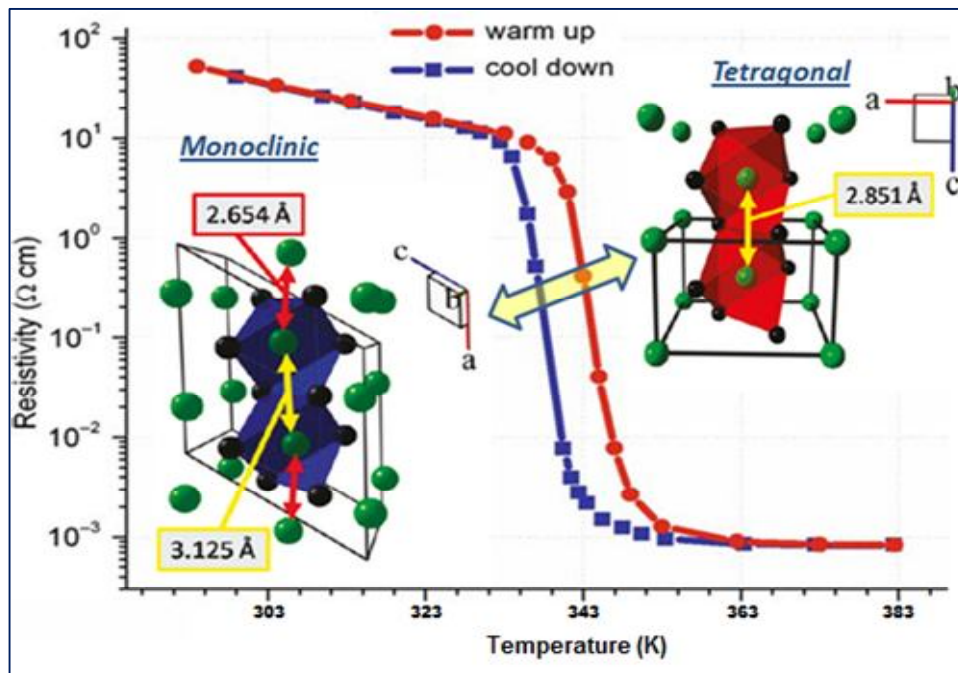 10²
10¹
10⁰
10⁻¹
10⁻²
10⁻³
Resistivity (Ω cm)
warm up
cool down
Monoclinic
2.654 Å
3.125 Å
c
a
Tetragonal
b
a
c
2.851 Å
303
323
343
363
383
Temperature (K)